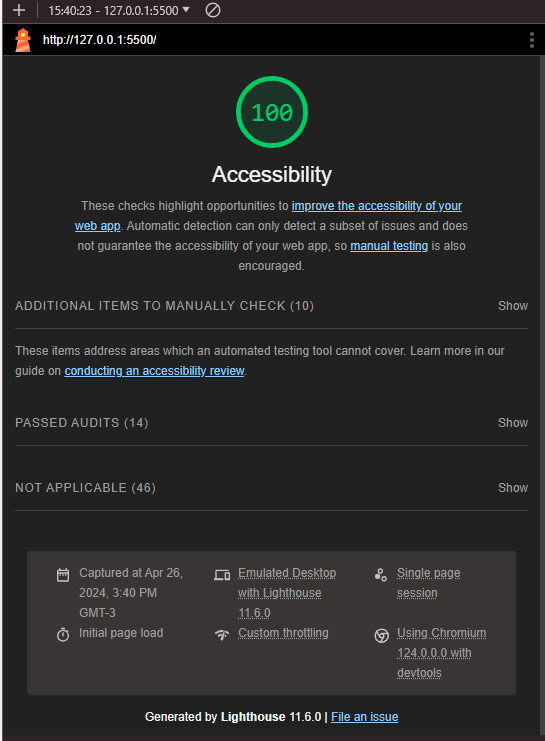 15:40:23 - 127.0.0.1:5500
http://127.0.0.1:5500/
100
Accessibility
These checks highlight opportunities to improve the accessibility of your
web app. Automatic detection can only detect a subset of issues and does
not guarantee the accessibility of your web app, so manual testing is also
encouraged.
ADDITIONAL ITEMS TO MANUALLY CHECK (10) Show
These items address areas which an automated testing tool cannot cover. Learn more in our
guide on conducting an accessibility review.
PASSED AUDITS (14) Show
NOT APPLICABLE (46) Show
Captured at Apr 26,
2024, 3:40 PM
GMT-3
Emulated Desktop
with Lighthouse
11.6.0
Single page
session
Initial page load
Custom throttling
Using Chromium
124.0.0.0 with
devtools
Generated by Lighthouse 11.6.0 | File an issue